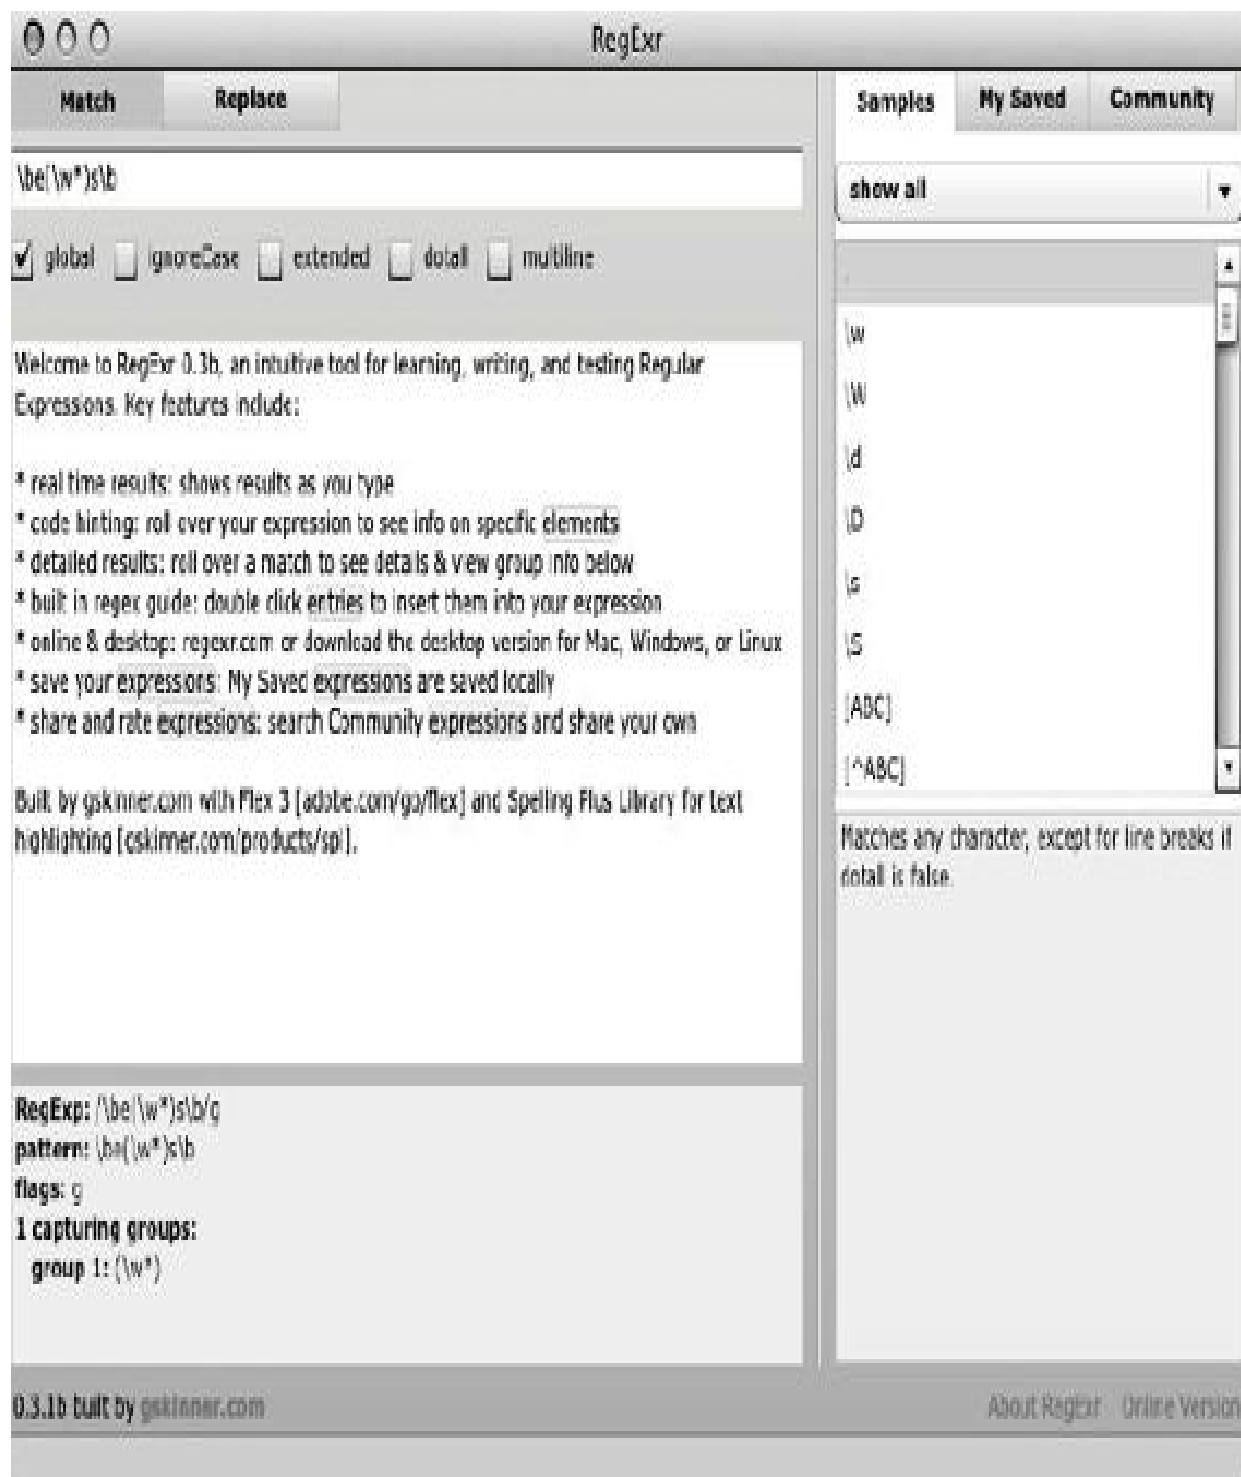 RegExr
Match Replace
\be(\w*)s\b
global ignoreCase extended dotall multiline
Welcome to RegExr 0.3b, an intuitive tool for learning, writing, and testing Regular
Expressions. Key features include:
* real time results: shows results as you type
* code hinting: roll over your expression to see info on specific elements
* detailed results: roll over a match to see details & view group info below
* built in regex guide: double click entries to insert them into your expression
* online & desktop: regexr.com or download the desktop version for Mac, Windows, or Linux
* save your expressions: My Saved expressions are saved locally
* share and rate expressions: search Community expressions and share your own
Built by gskinner.com with Flex 3 [adobe.com/go/flex] and Spelling Plus Library for text
highlighting [gskinner.com/products/spl].
RegExp: /\be(\w*)s\b/g
pattern: \be(\w*)s\b
flags: g
1 capturing groups:
group 1: (\w*)
Samples My Saved Community
show all
.
\w
\W
\d
\D
\s
\S
[ABC]
[^ABC]
Matches any character, except for line breaks if
dotall is false.
0.3.1b built by gskinner.com
About RegExr Online Version